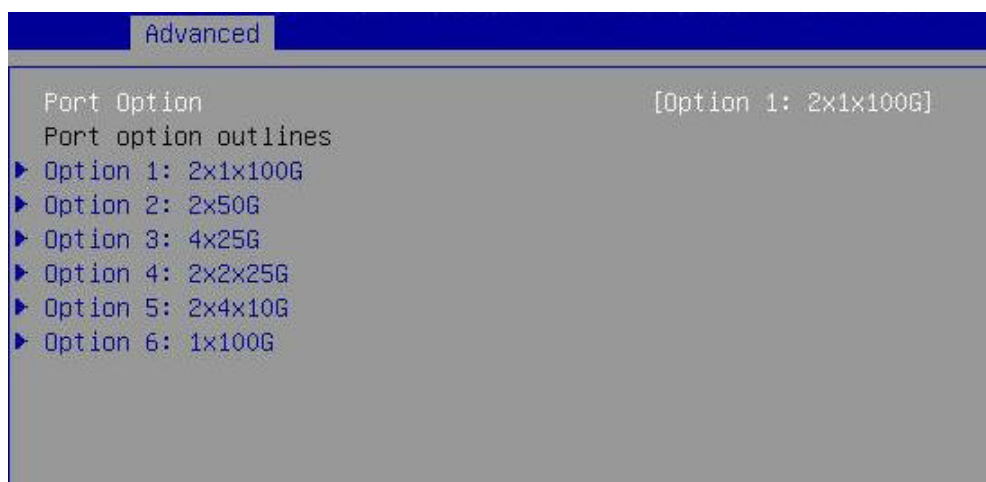 Advanced
Port Option [Option 1: 2x1x100G]
Port option outlines
Option 1: 2x1x100G
Option 2: 2x50G
Option 3: 4x25G
Option 4: 2x2x25G
Option 5: 2x4x10G
Option 6: 1x100G